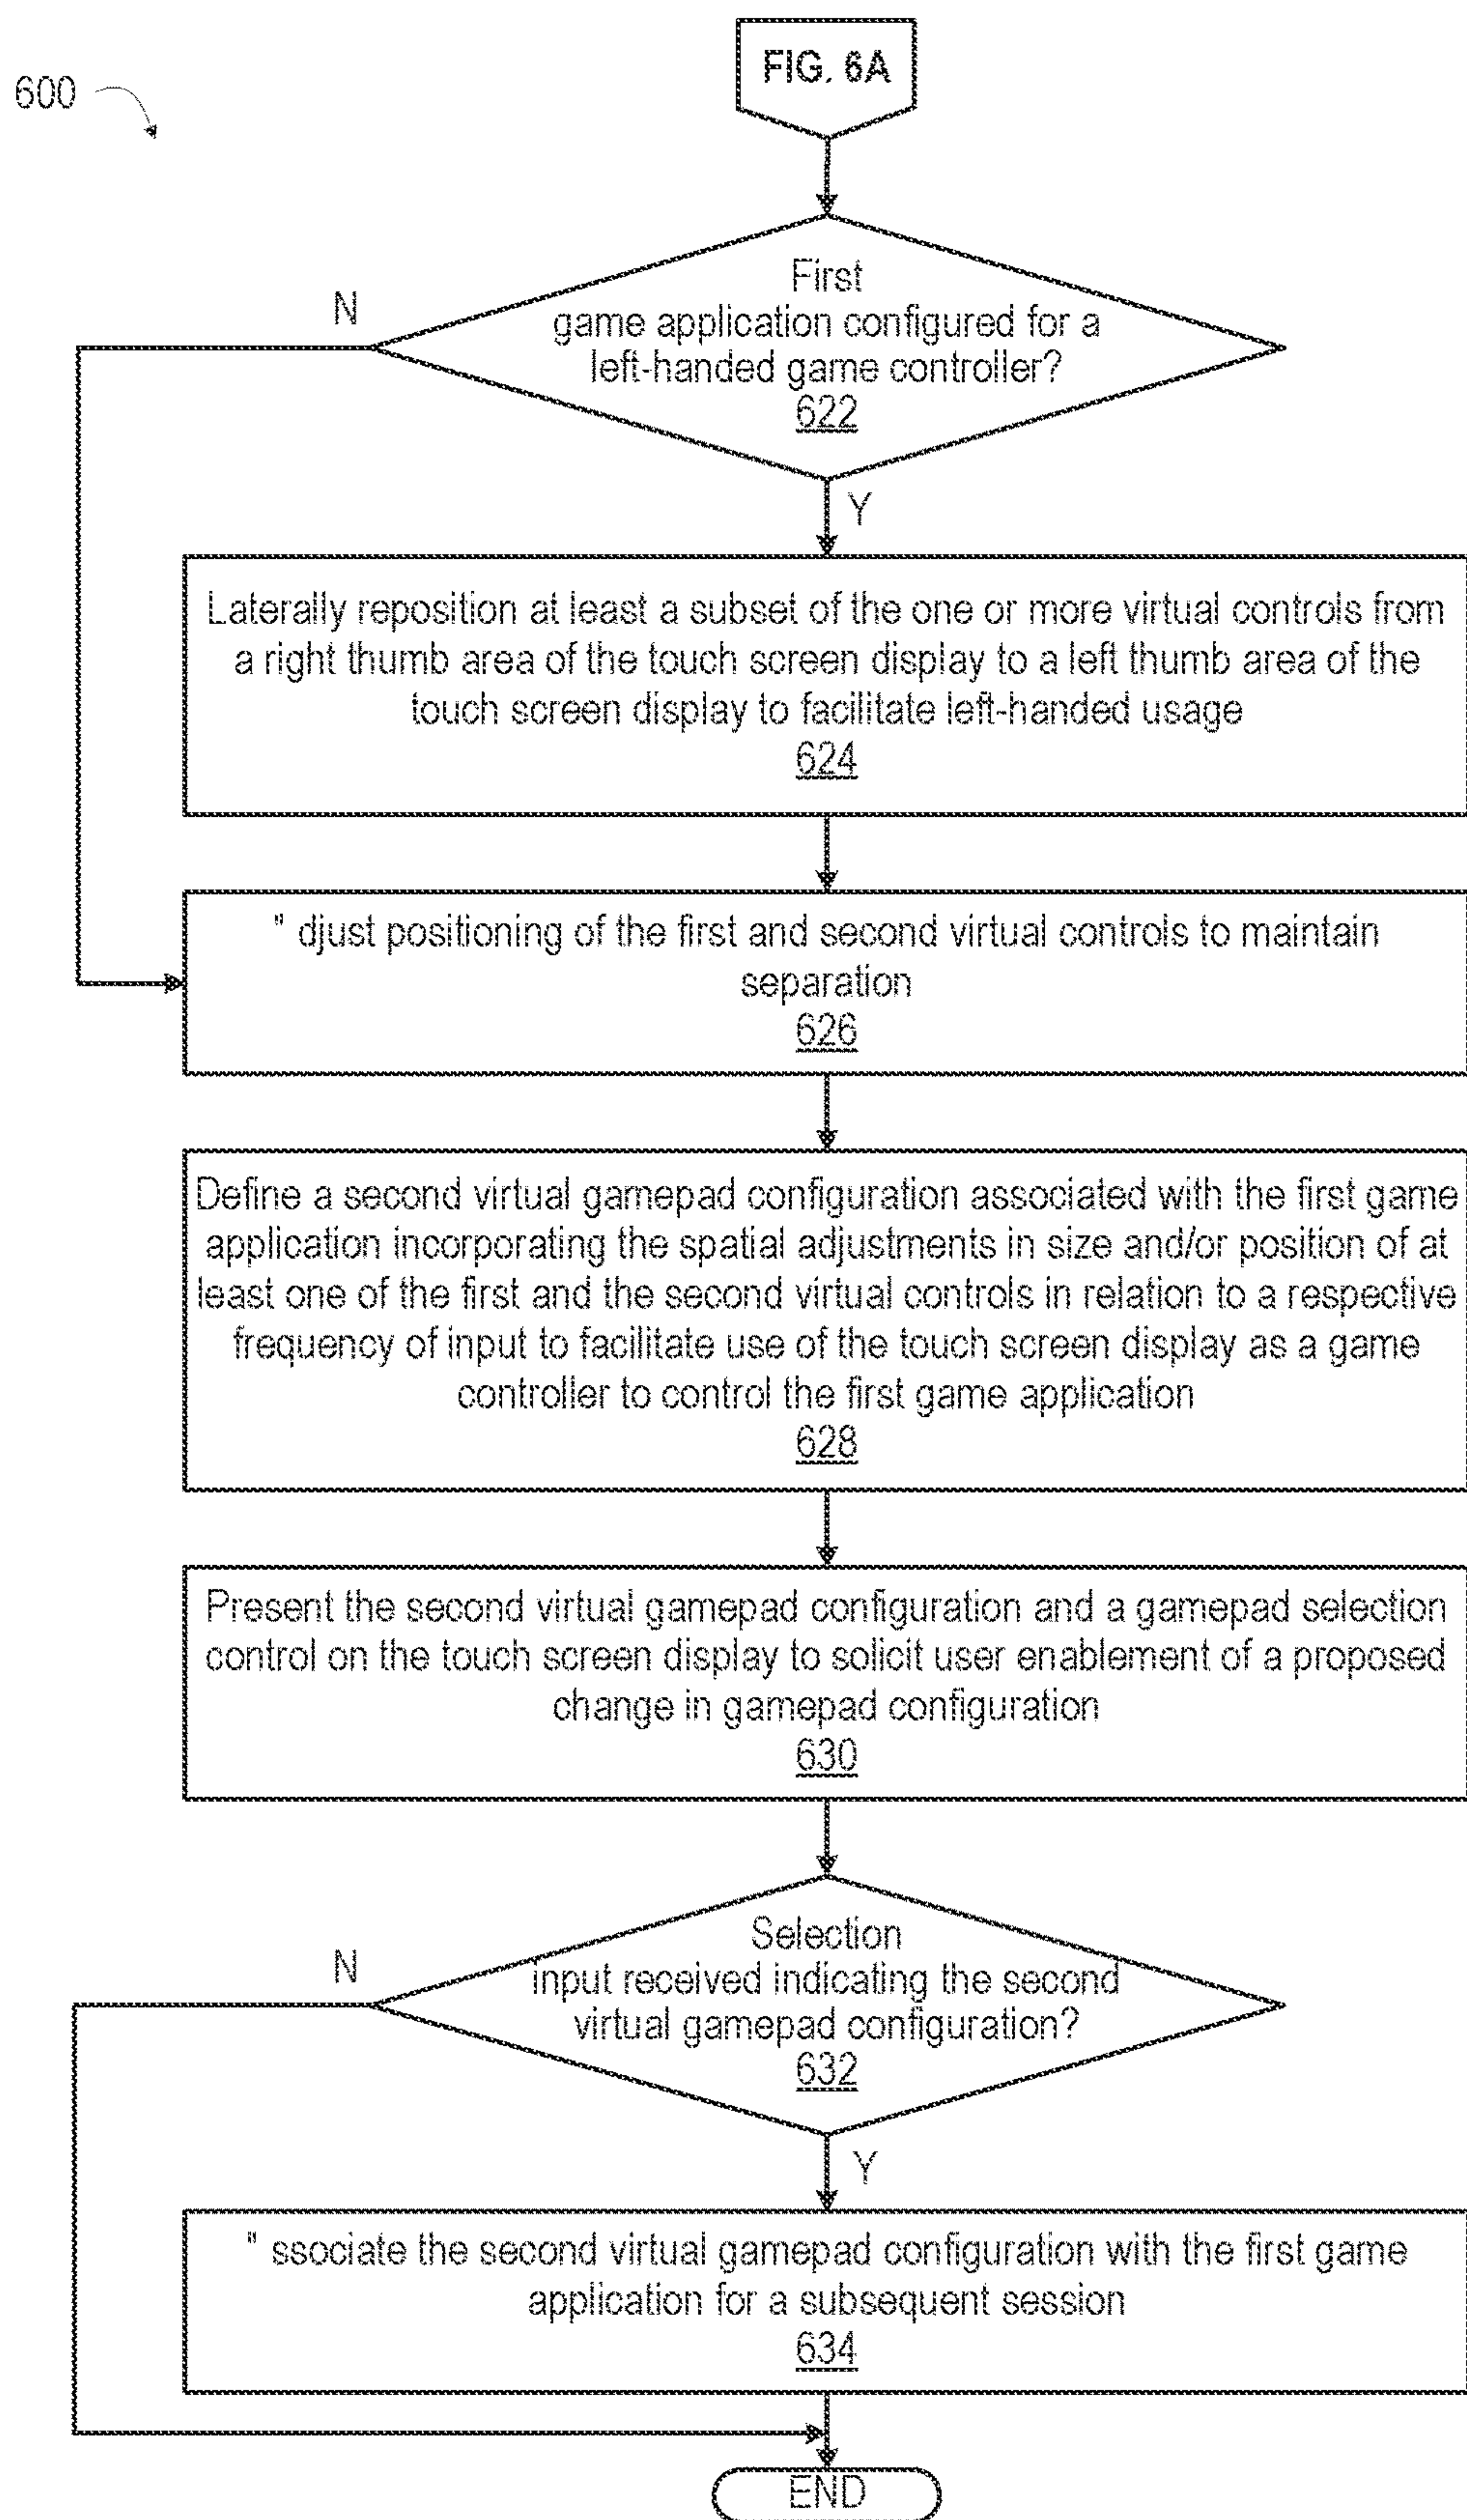 FIG. 6A
600
First
game application configured for a
left-handed game controller?
622
N
Y
Laterally reposition at least a subset of the one or more virtual controls from
a right thumb area of the touch screen display to a left thumb area of the
touch screen display to facilitate left-handed usage
624
" djust positioning of the first and second virtual controls to maintain
separation
626
Define a second virtual gamepad configuration associated with the first game
application incorporating the spatial adjustments in size and/or position of at
least one of the first and the second virtual controls in relation to a respective
frequency of input to facilitate use of the touch screen display as a game
controller to control the first game application
628
Present the second virtual gamepad configuration and a gamepad selection
control on the touch screen display to solicit user enablement of a proposed
change in gamepad configuration
630
Selection
input received indicating the second
virtual gamepad configuration?
632
N
Y
" ssociate the second virtual gamepad configuration with the first game
application for a subsequent session
634
END